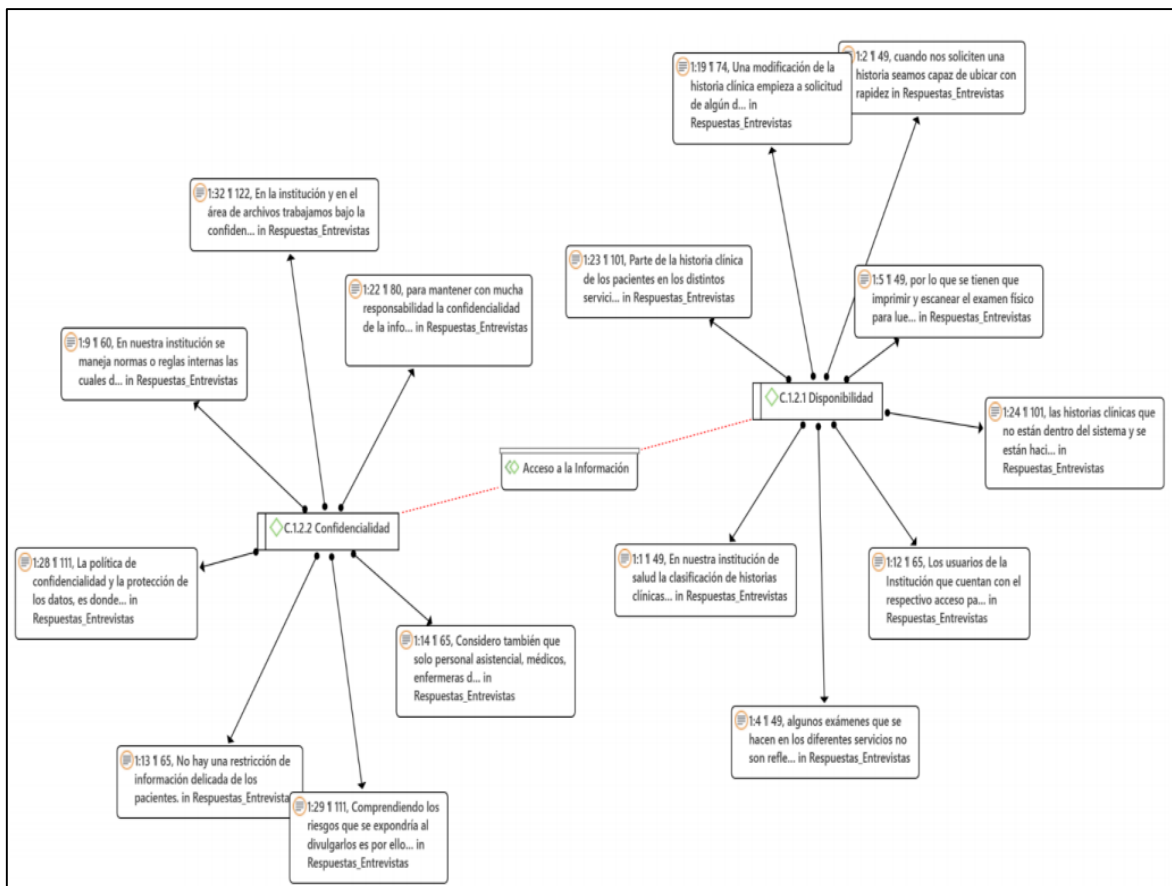 1:19 ¶ 74, Una modificación de la
historia clínica empieza a solicitud
de algún d... in
Respuestas_Entrevistas
1:2 ¶ 49, cuando nos soliciten una
historia seamos capaz de ubicar con
rapidez in Respuestas_Entrevistas
1:32 ¶ 122, En la institución y en el
área de archivos trabajamos bajo la
confiden... in Respuestas_Entrevistas
1:23 ¶ 101, Parte de la historia clínica
de los pacientes en los distintos
servici... in Respuestas_Entrevistas
1:22 ¶ 80, para mantener con mucha
responsabilidad la confidencialidad
de la info... in Respuestas_Entrevistas
1:5 ¶ 49, por lo que se tienen que
imprimir y escanear el examen físico
para lue... in Respuestas_Entrevistas
1:9 ¶ 60, En nuestra institución se
maneja normas o reglas internas las
cuales d... in Respuestas_Entrevistas
C.1.2.1 Disponibilidad
1:24 ¶ 101, las historias clínicas que
no están dentro del sistema y se
están haci... in
Respuestas_Entrevistas
Acceso a la Información
C.1.2.2 Confidencialidad
1:28 ¶ 111, La política de
confidencialidad y la protección de
los datos, es donde... in
Respuestas_Entrevistas
1:1 ¶ 49, En nuestra institución de
salud la clasificación de historias
clínicas... in Respuestas_Entrevistas
1:12 ¶ 65, Los usuarios de la
Institución que cuentan con el
respectivo acceso pa... in
Respuestas_Entrevistas
1:14 ¶ 65, Considero también que
solo personal asistencial, médicos,
enfermeras d... in
Respuestas_Entrevistas
1:4 ¶ 49, algunos exámenes que se
hacen en los diferentes servicios no
son refle... in
Respuestas_Entrevistas
1:13 ¶ 65, No hay una restricción de
información delicada de los
pacientes. in Respuestas_Entrevista
1:29 ¶ 111, Comprendiendo los
riesgos que se expondría al
divulgarlos es por ello... in
Respuestas_Entrevistas